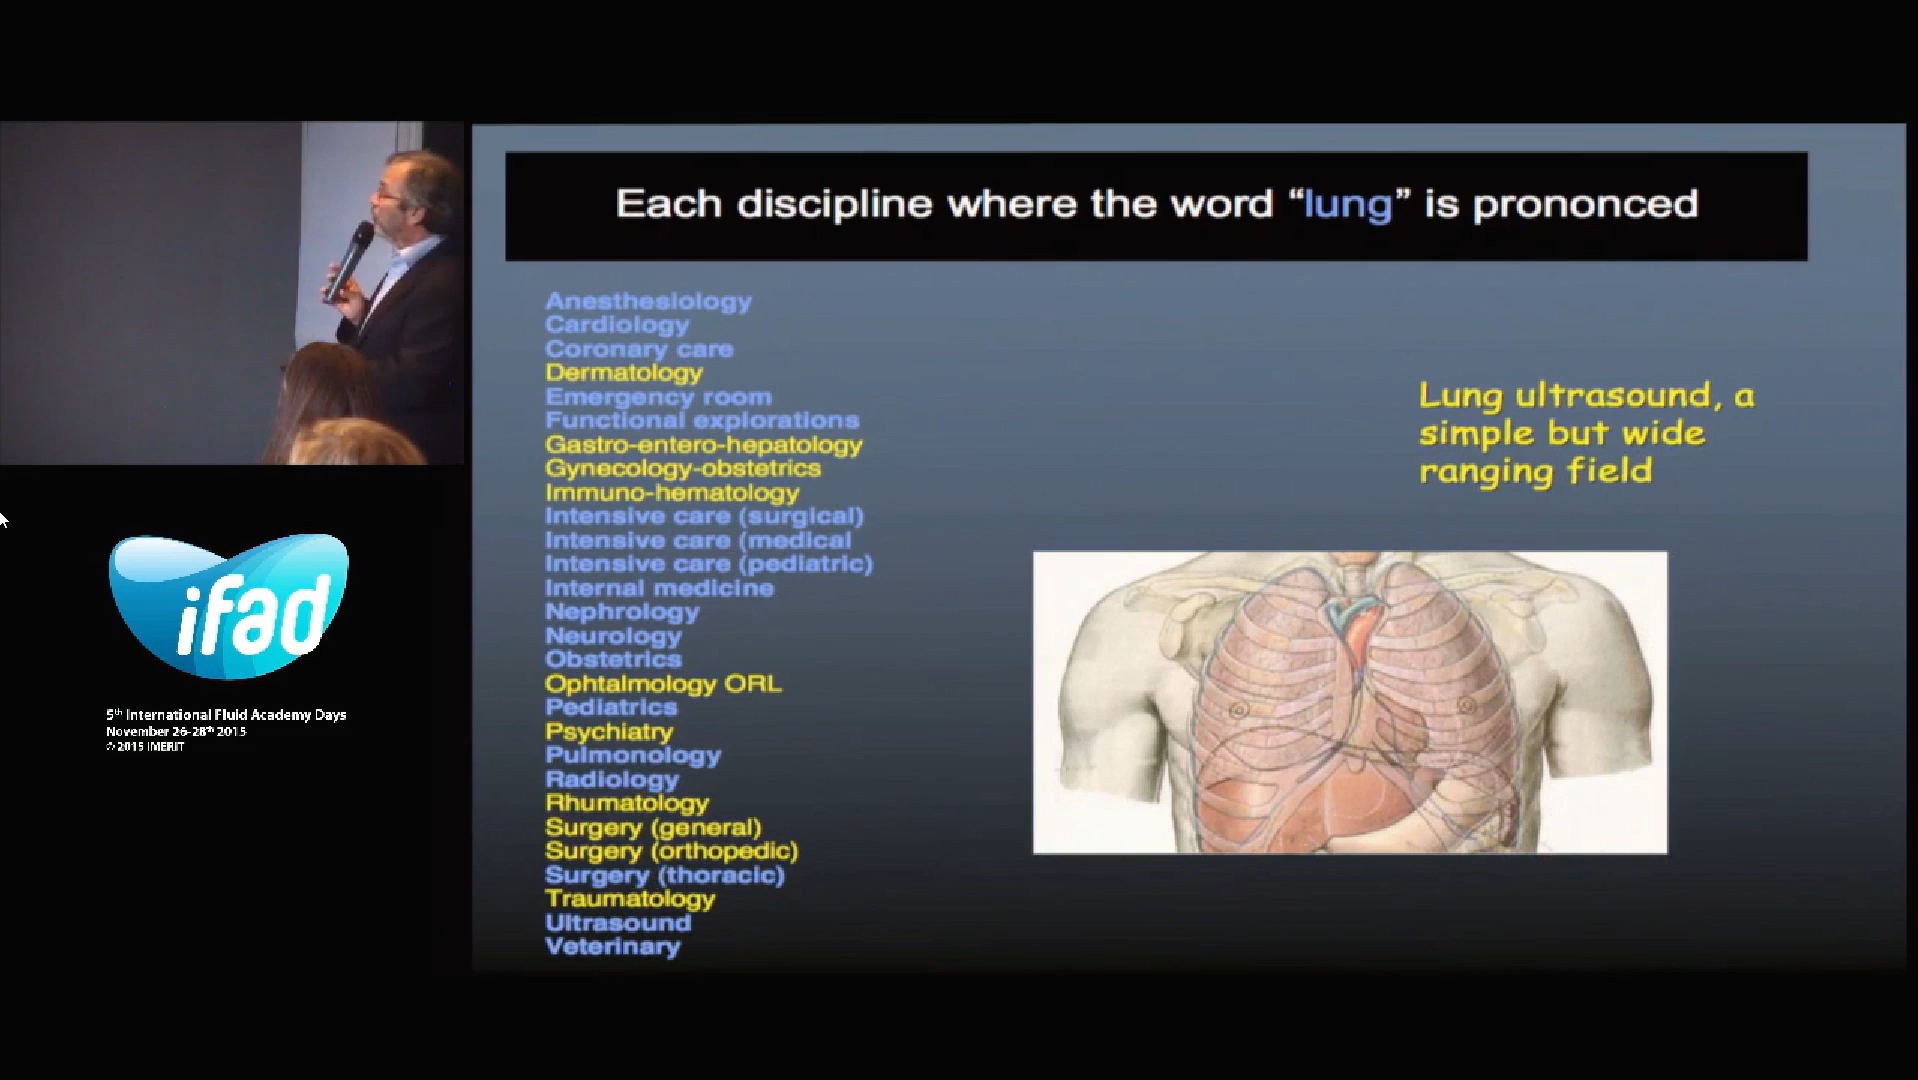 Each discipline where the word “lung” is prononced
Anesthesiology
Cardiology
Coronary care
Dermatology
Emergency room
Functional explorations
Gastro-entero-hepatology
Gynecology-obstetrics
Immuno-hematology
Intensive care (surgical)
Intensive care (medical
Intensive care (pediatric)
Internal medicine
Nephrology
Neurology
Obstetrics
Ophtalmology ORL
Pediatrics
Psychiatry
Pulmonology
Radiology
Rhumatology
Surgery (general)
Surgery (orthopedic)
Surgery (thoracic)
Traumatology
Ultrasound
Veterinary
Lung ultrasound, a
simple but wide
ranging field
ifad
5th International Fluid Academy Days
November 26-28th 2015
© 2015 iMERiT